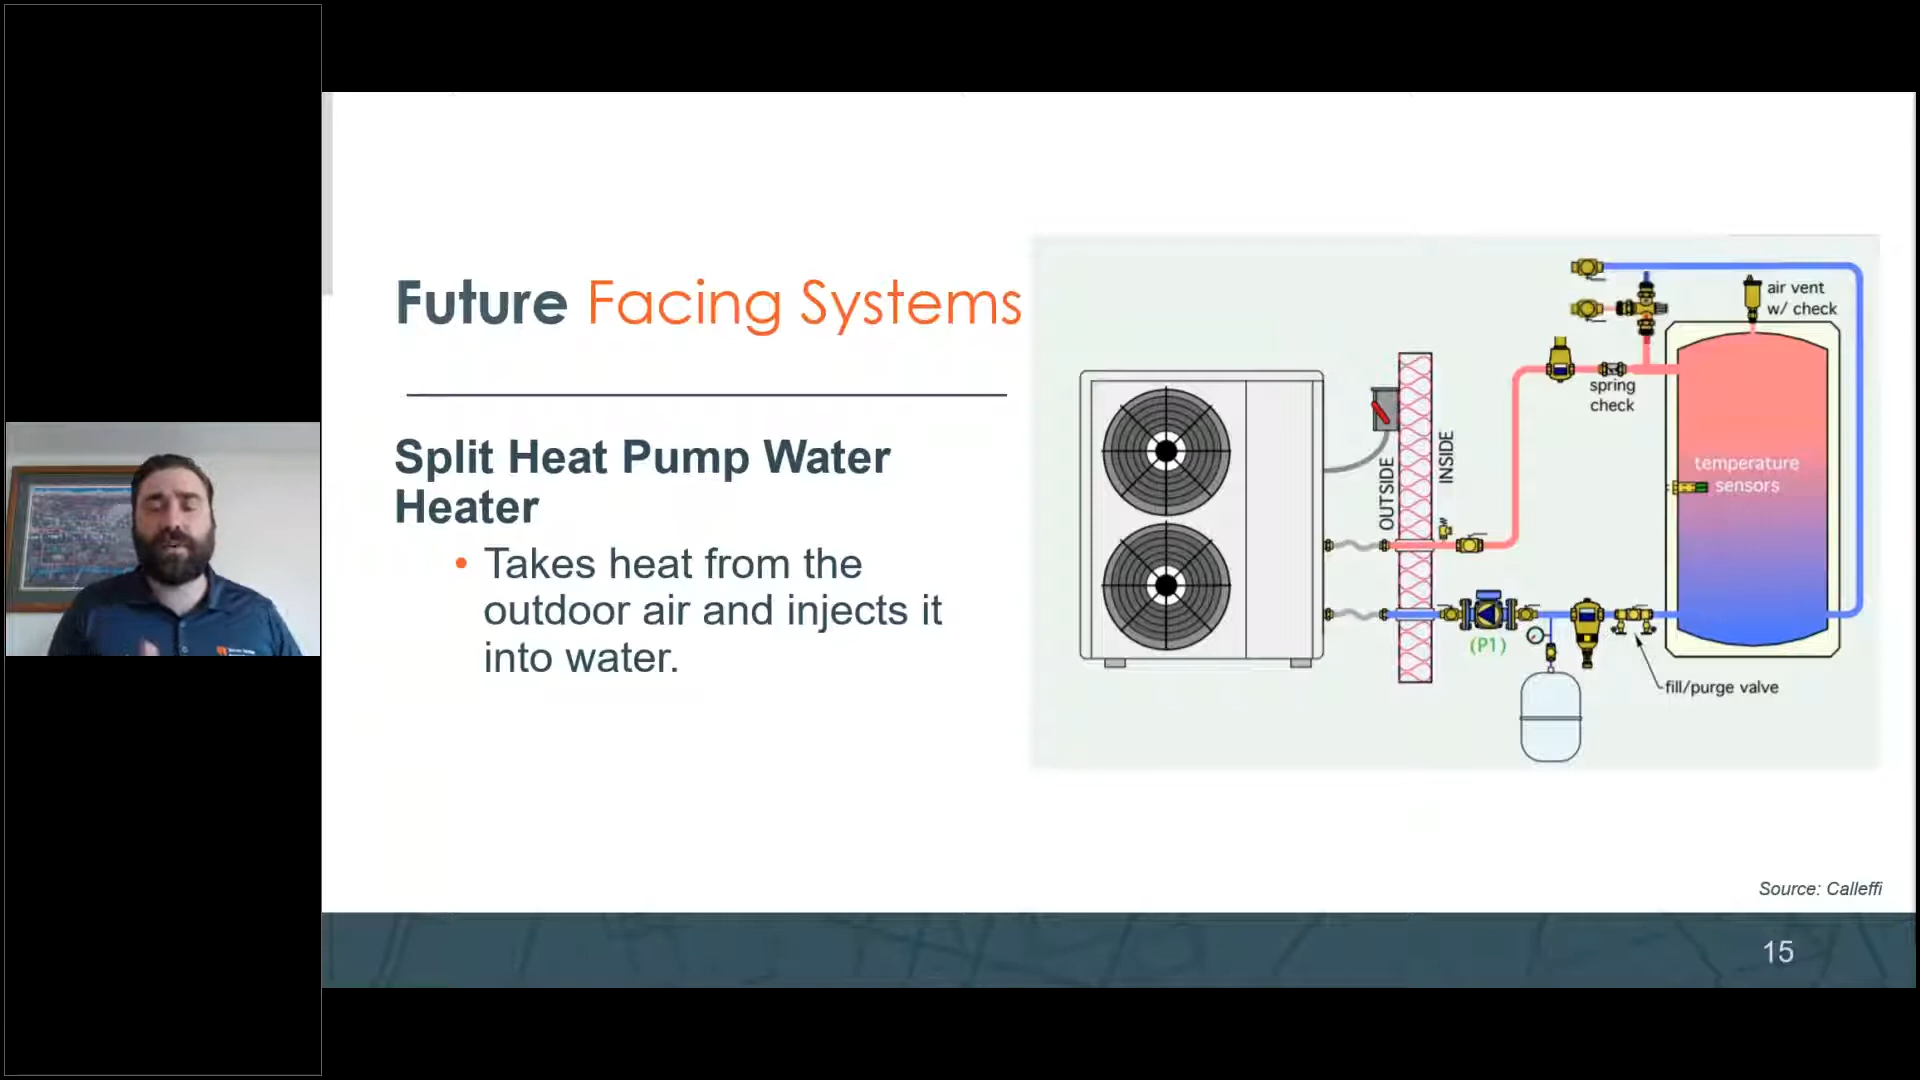 Future Facing Systems
Split Heat Pump Water
Heater
• Takes heat from the
outdoor air and injects it
into water.
OUTSIDE
INSIDE
air vent
w/ check
spring
check
temperature
sensors
(P1)
fill/purge valve
Source: Calleffi
15